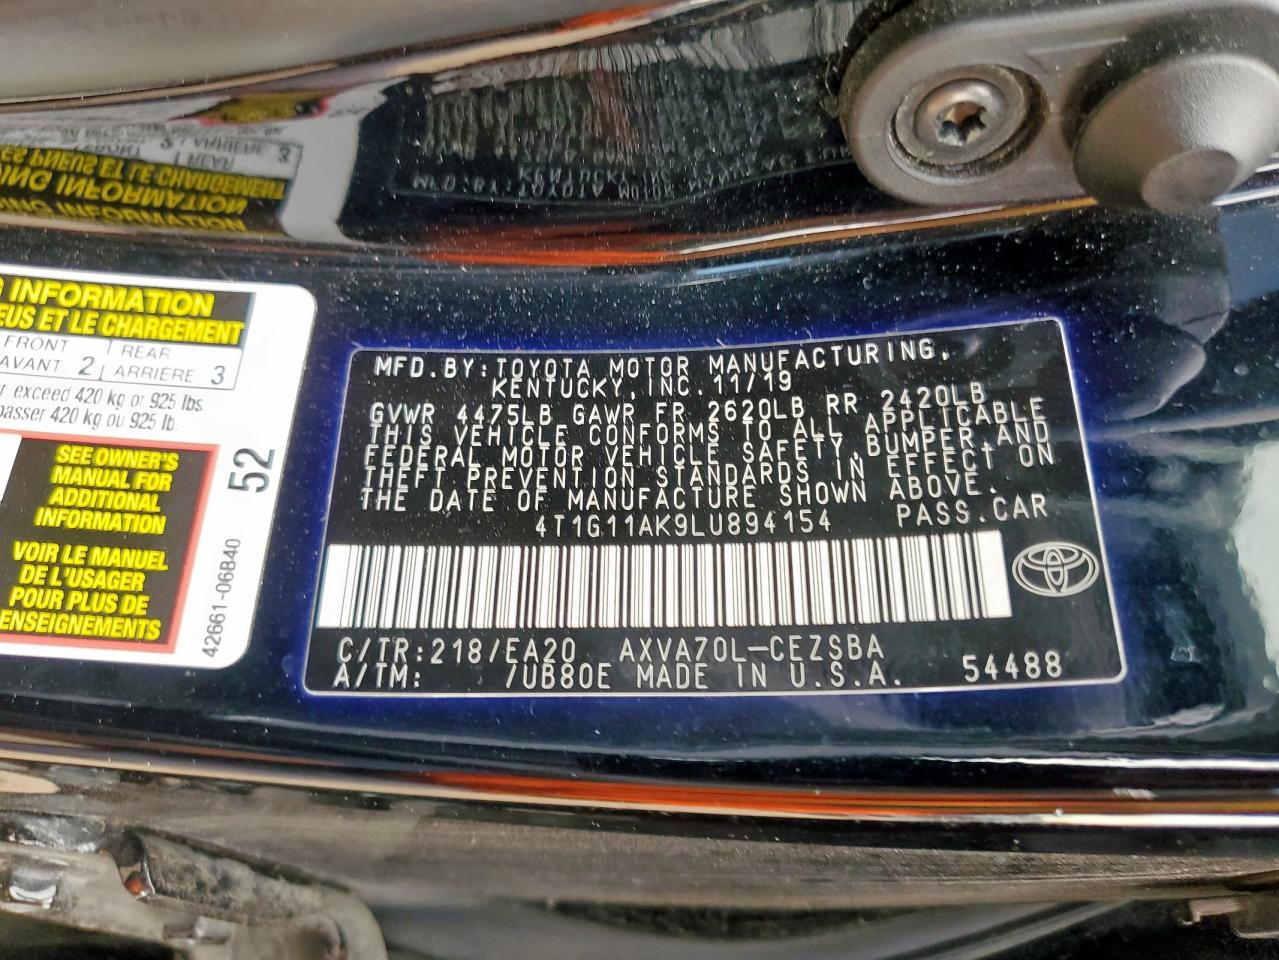 G INFORMATION
EUS ET LE CHARGEMENT
FRONT
AVANT 2
REAR
ARRIÈRE 3
r exceed 420 kg or 925 lbs.
passer 420 kg ou 925 lb.
SEE OWNER'S
MANUAL FOR
ADDITIONAL
INFORMATION
VOIR LE MANUEL
DE L'USAGER
POUR PLUS DE
ENSEIGNEMENTS
52
42661-06B40
MFD.BY:TOYOTA MOTOR MANUFACTURING,
KENTUCKY,INC.11/19
GVWR 4475LB GAWR FR 2620LB RR 2420LB
THIS VEHICLE CONFORMS TO ALL APPLICABLE
FEDERAL MOTOR VEHICLE SAFETY,BUMPER,AND
THEFT PREVENTION STANDARDS IN EFFECT ON
THE DATE OF MANUFACTURE SHOWN ABOVE.
4T1G11AK9LU894154 PASS.CAR
C/TR:218/EA20 AXVA70L-CEZSBA
A/TM: /UB80E MADE IN U.S.A. 54488